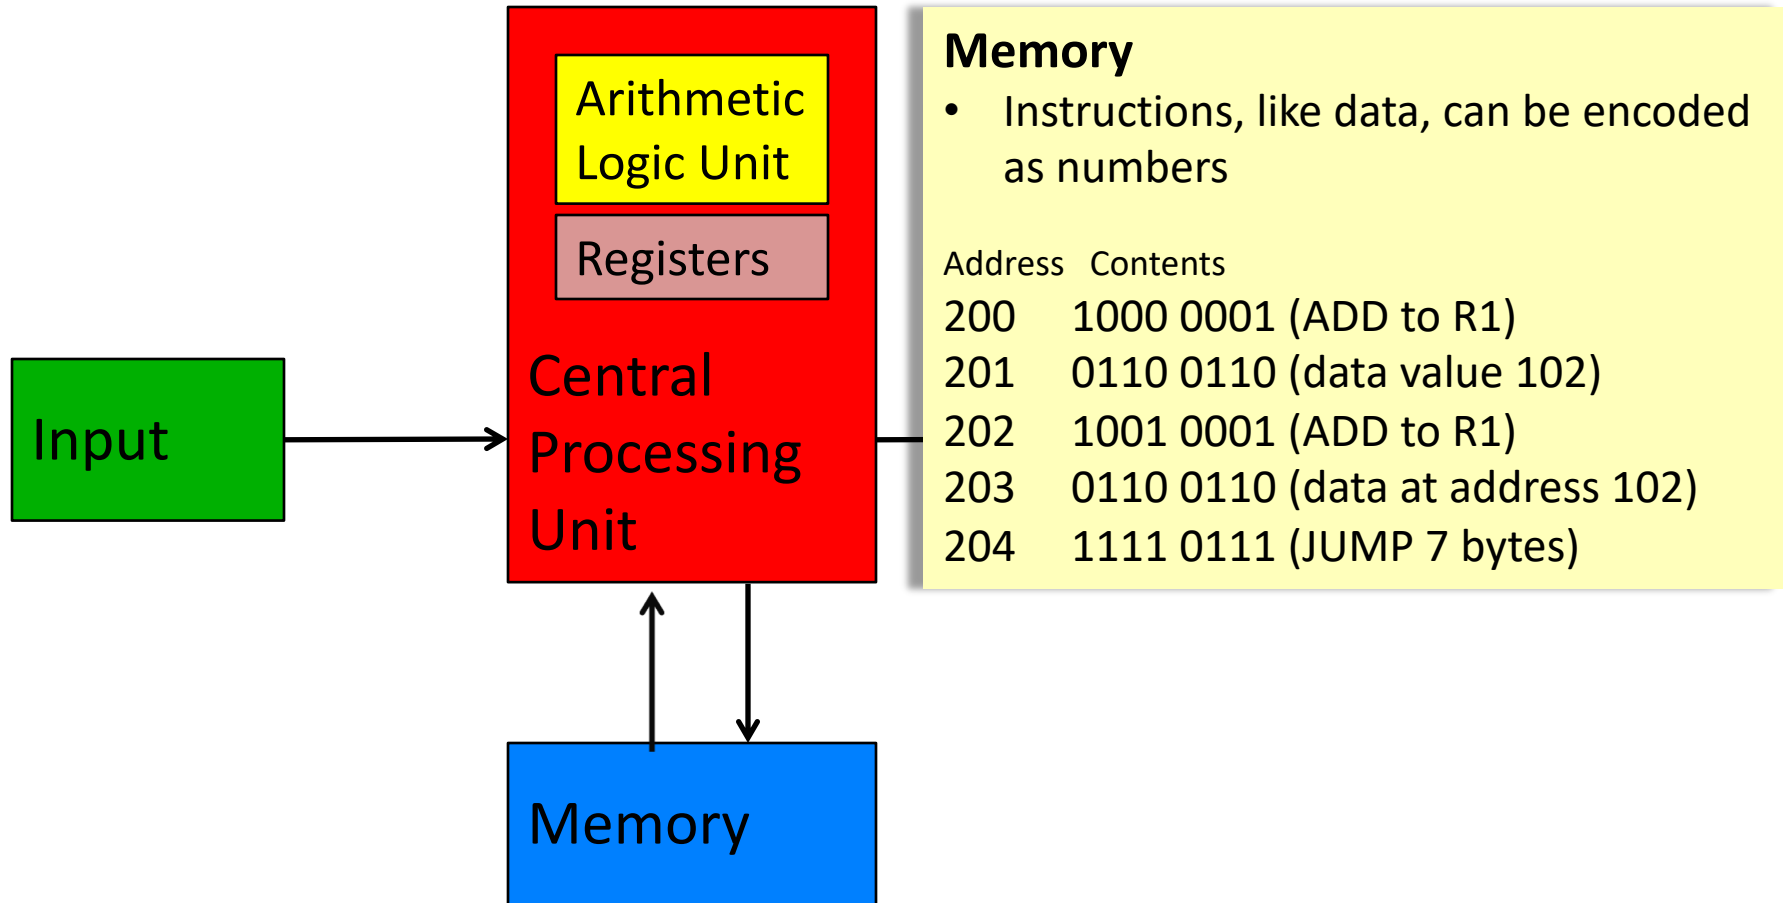 Arithmetic
Logic Unit
Registers
Central
Processing
Unit
Input
Memory
Memory
• Instructions, like data, can be encoded
as numbers
Address Contents
200 1000 0001 (ADD to R1)
201 0110 0110 (data value 102)
202 1001 0001 (ADD to R1)
203 0110 0110 (data at address 102)
204 1111 0111 (JUMP 7 bytes)